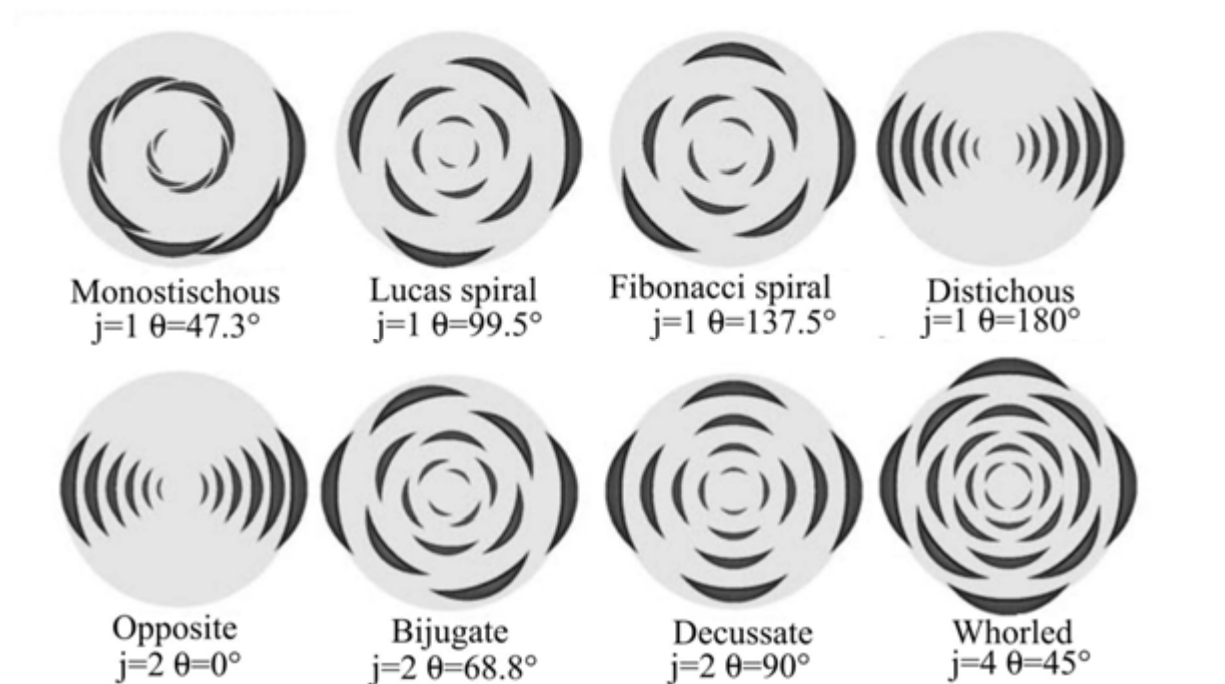 Monostischous
j=1 θ=47.3°
Lucas spiral
j=1 θ=99.5°
Fibonacci spiral
j=1 θ=137.5°
Distichous
j=1 θ=180°
Opposite
j=2 θ=0°
Bijugate
j=2 θ=68.8°
Decussate
j=2 θ=90°
Whorled
j=4 θ=45°